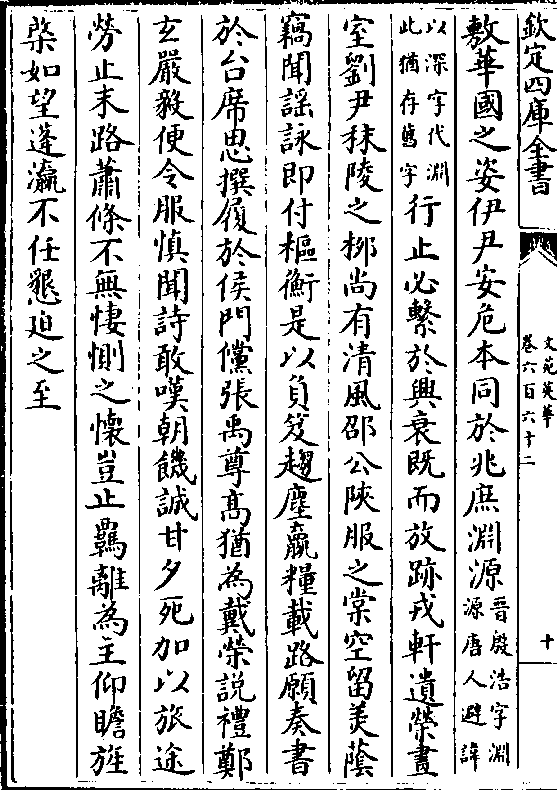 欽定四庫全書
文苑英華
卷六百六十二
十
敷華國之姿伊尹安危本同於兆庶淵源晉殷浩字淵
源唐人避諱
以深字代淵
此猶存舊字行止必繫於興衰既而放跡戎軒遺榮畫
室劉尹秣陵之柳尚有清風邵公陜服之棠空留美蔭
竊聞謡詠即付樞衡是以負笈趨塵羸糧載路願奏書
於台席思撰履於侯門儻張禹尊髙猶為戴榮説禮鄭
玄嚴毅便令服慎聞詩敢嘆朝饑誠甘夕死加以旅途
勞止末路蕭條不無悽惻之懷豈止羈離為主仰瞻旌
棨如望蓬瀛不任懇廹之至